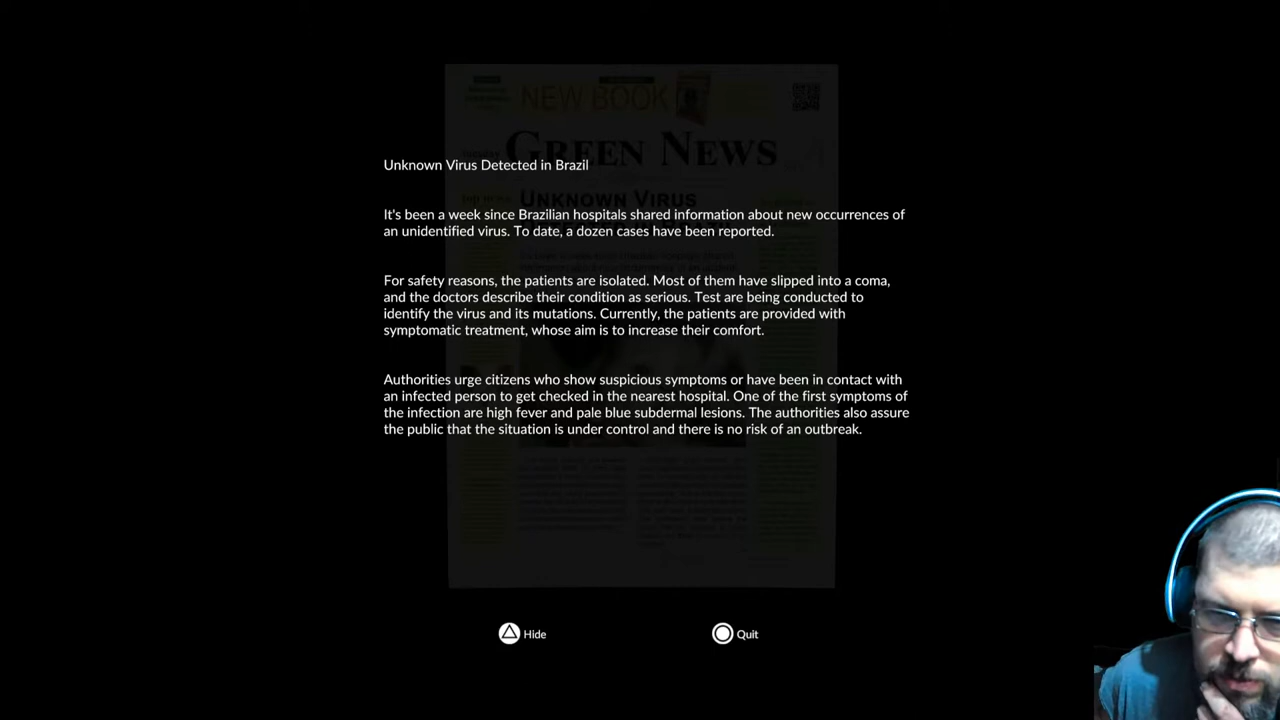 NEW BOOK
GREEN NEWS
Unknown Virus Detected in Brazil
UNKNOWN VIRUS
It's been a week since Brazilian hospitals shared information about new occurrences of
an unidentified virus. To date, a dozen cases have been reported.
For safety reasons, the patients are isolated. Most of them have slipped into a coma,
and the doctors describe their condition as serious. Test are being conducted to
identify the virus and its mutations. Currently, the patients are provided with
symptomatic treatment, whose aim is to increase their comfort.
Authorities urge citizens who show suspicious symptoms or have been in contact with
an infected person to get checked in the nearest hospital. One of the first symptoms of
the infection are high fever and pale blue subdermal lesions. The authorities also assure
the public that the situation is under control and there is no risk of an outbreak.
Hide
Quit